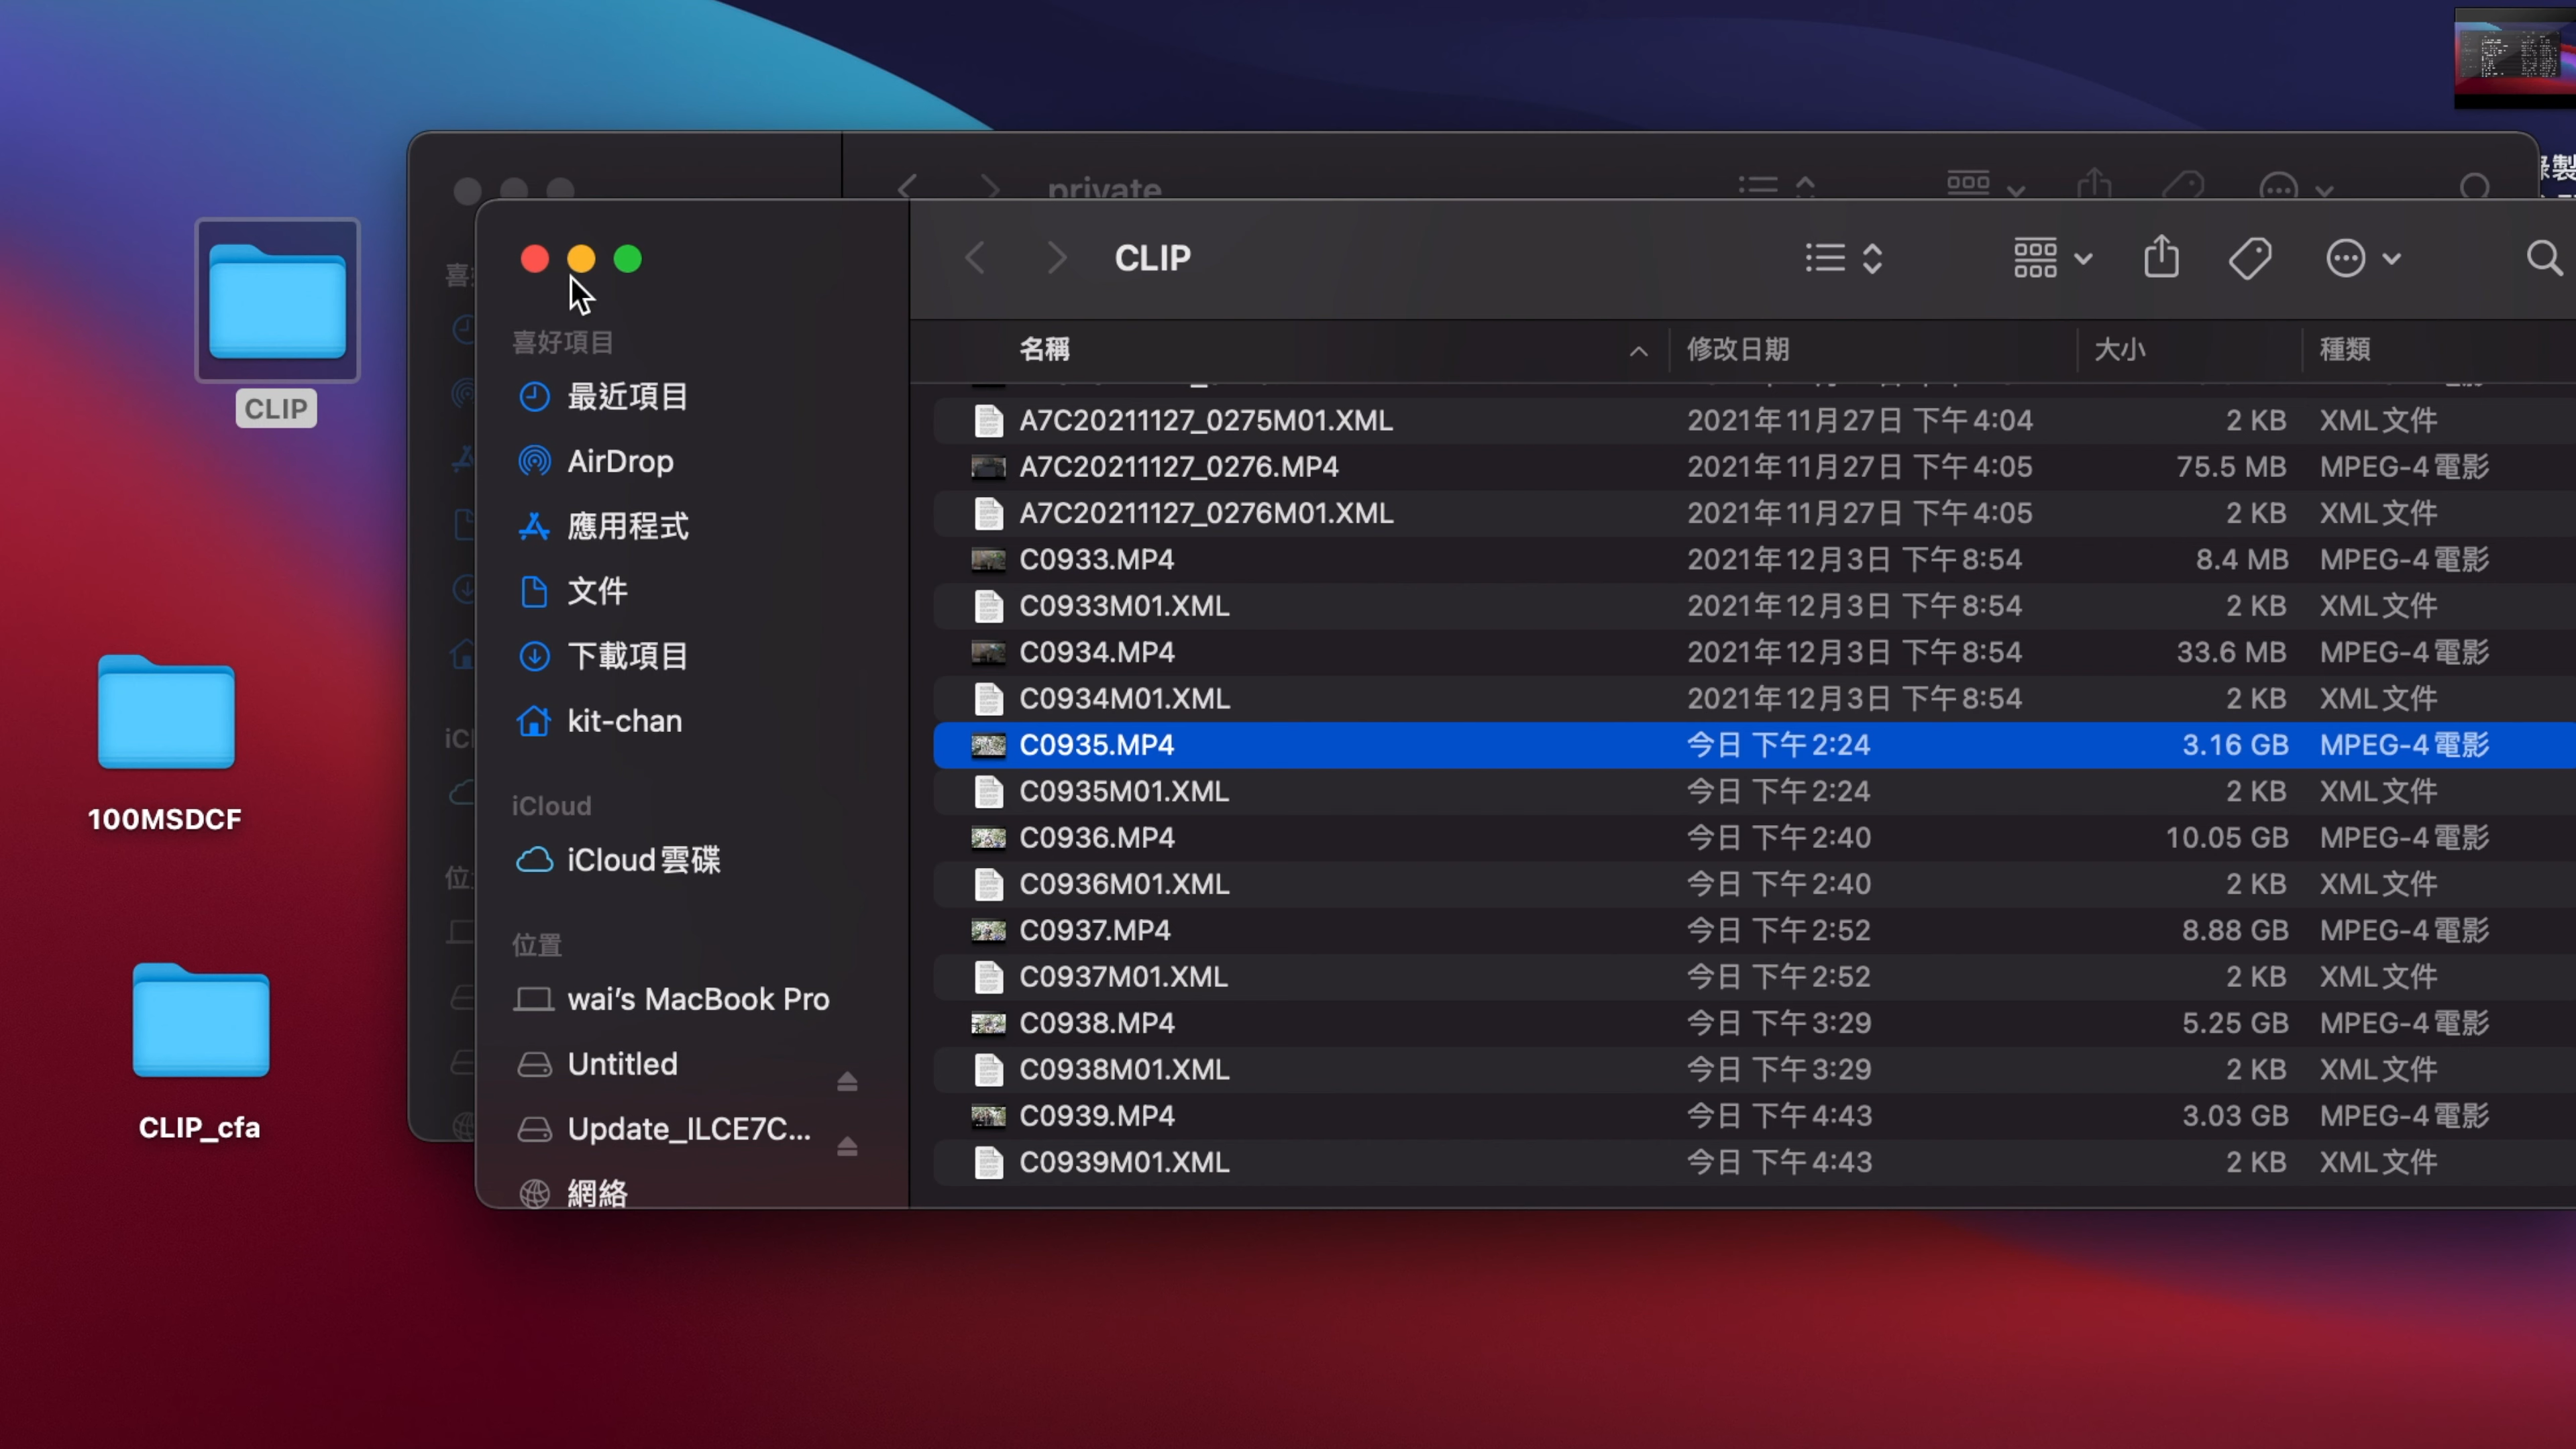 private
CLIP
CLIP
喜好項目
最近項目
AirDrop
應用程式
文件
下載項目
kit-chan
iCloud
iCloud雲碟
位置
wai's MacBook Pro
Untitled
Update_ILCE7C...
網絡
名稱 修改日期 大小 種類
A7C20211127_0275M01.XML 2021年11月27日 下午4:04 2 KB XML文件
A7C20211127_0276.MP4 2021年11月27日 下午4:05 75.5 MB MPEG-4電影
A7C20211127_0276M01.XML 2021年11月27日 下午4:05 2 KB XML文件
C0933.MP4 2021年12月3日 下午8:54 8.4 MB MPEG-4電影
C0933M01.XML 2021年12月3日 下午8:54 2 KB XML文件
C0934.MP4 2021年12月3日 下午8:54 33.6 MB MPEG-4電影
C0934M01.XML 2021年12月3日 下午8:54 2 KB XML文件
C0935.MP4 今日 下午2:24 3.16 GB MPEG-4電影
C0935M01.XML 今日 下午2:24 2 KB XML文件
C0936.MP4 今日 下午2:40 10.05 GB MPEG-4電影
C0936M01.XML 今日 下午2:40 2 KB XML文件
C0937.MP4 今日 下午2:52 8.88 GB MPEG-4電影
C0937M01.XML 今日 下午2:52 2 KB XML文件
C0938.MP4 今日 下午3:29 5.25 GB MPEG-4電影
C0938M01.XML 今日 下午3:29 2 KB XML文件
C0939.MP4 今日 下午4:43 3.03 GB MPEG-4電影
C0939M01.XML 今日 下午4:43 2 KB XML文件
100MSDCF
CLIP_cfa